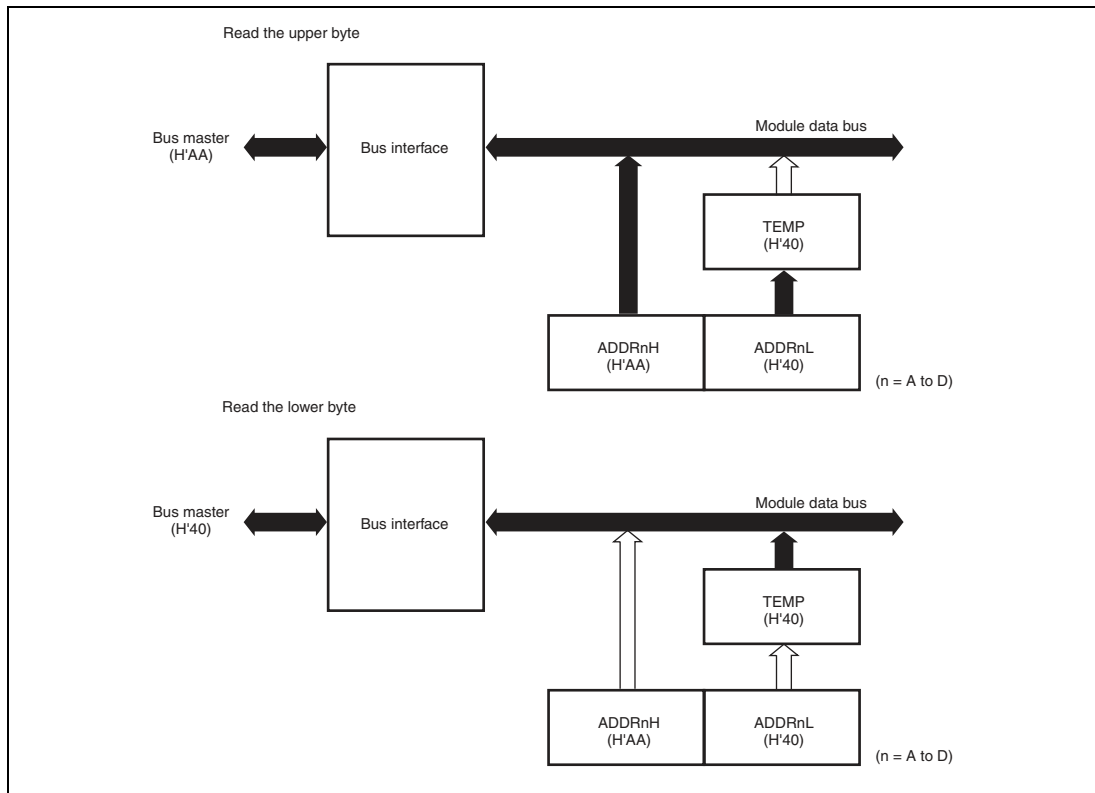 Read the upper byte
Bus master
(H'AA)
Bus interface
Module data bus
TEMP
(H'40)
ADDRnH
(H'AA)
ADDRnL
(H'40)
(n = A to D)
Read the lower byte
Bus master
(H'40)
Bus interface
Module data bus
TEMP
(H'40)
ADDRnH
(H'AA)
ADDRnL
(H'40)
(n = A to D)